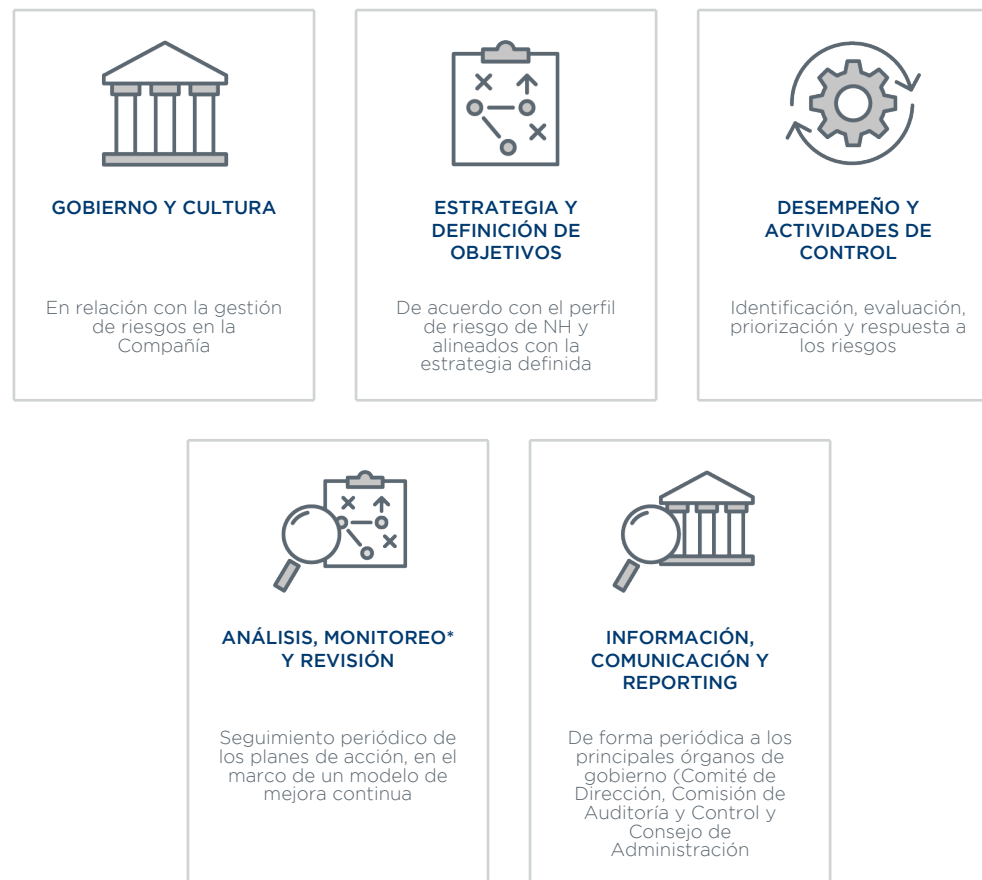 GOBIERNO Y CULTURA
En relación con la gestión
de riesgos en la
Compañía
ESTRATEGIA Y
DEFINICIÓN DE
OBJETIVOS
De acuerdo con el perfil
de riesgo de NH y
alineados con la
estrategia definida
DESEMPEÑO Y
ACTIVIDADES DE
CONTROL
Identificación, evaluación,
priorización y respuesta a
los riesgos
ANÁLISIS, MONITOREO*
Y REVISIÓN
Seguimiento periódico de
los planes de acción, en el
marco de un modelo de
mejora continua
INFORMACIÓN,
COMUNICACIÓN Y
REPORTING
De forma periódica a los
principales órganos de
gobierno (Comité de
Dirección, Comisión de
Auditoría y Control y
Consejo de
Administración